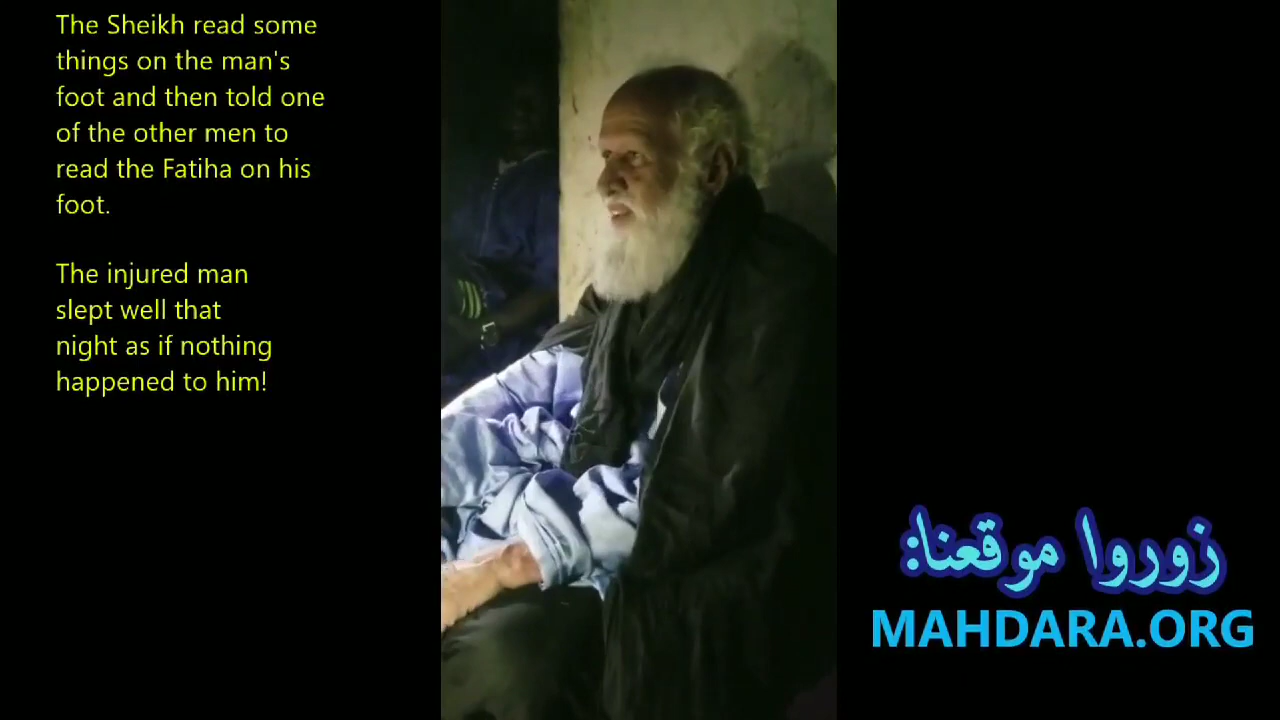 The Sheikh read some
things on the man's
foot and then told one
of the other men to
read the Fatiha on his
foot.
The injured man
slept well that
night as if nothing
happened to him!
زوروا موقعنا:
MAHDARA.ORG